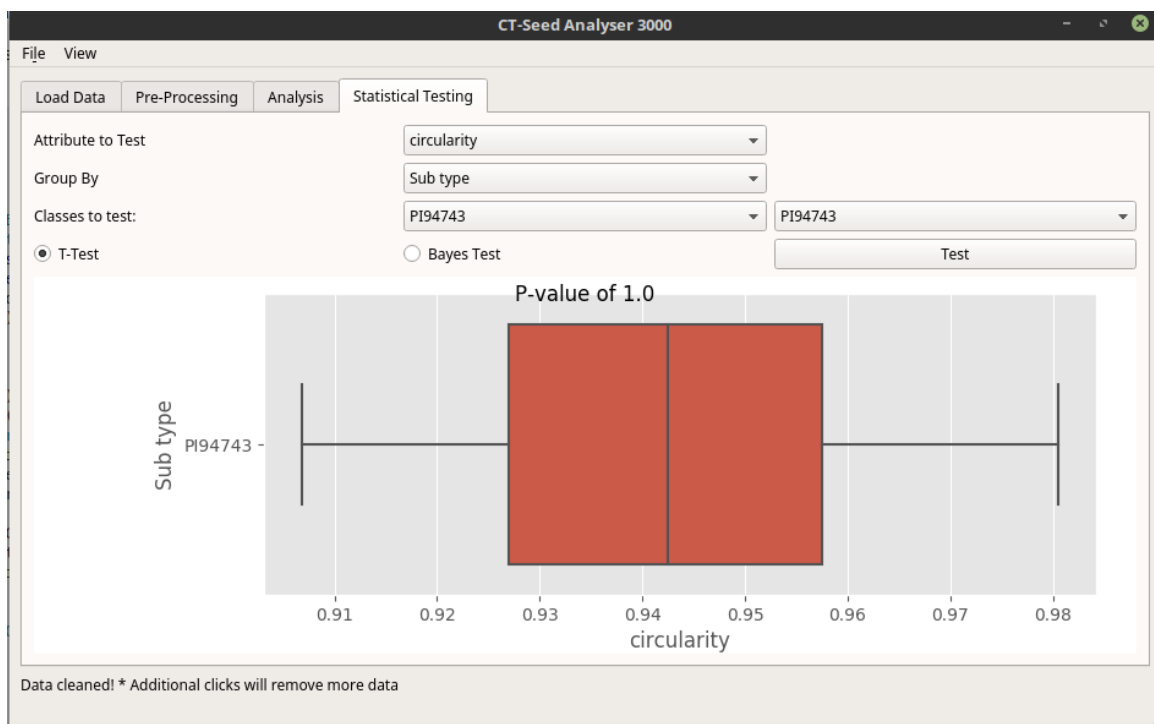 CT-Seed Analyser 3000
File View
Load Data Pre-Processing Analysis Statistical Testing
Attribute to Test circularity
Group By Sub type
Classes to test: PI94743 PI94743
T-Test Bayes Test Test
P-value of 1.0
Sub type
PI94743
0.91 0.92 0.93 0.94 0.95 0.96 0.97 0.98
circularity
Data cleaned! * Additional clicks will remove more data